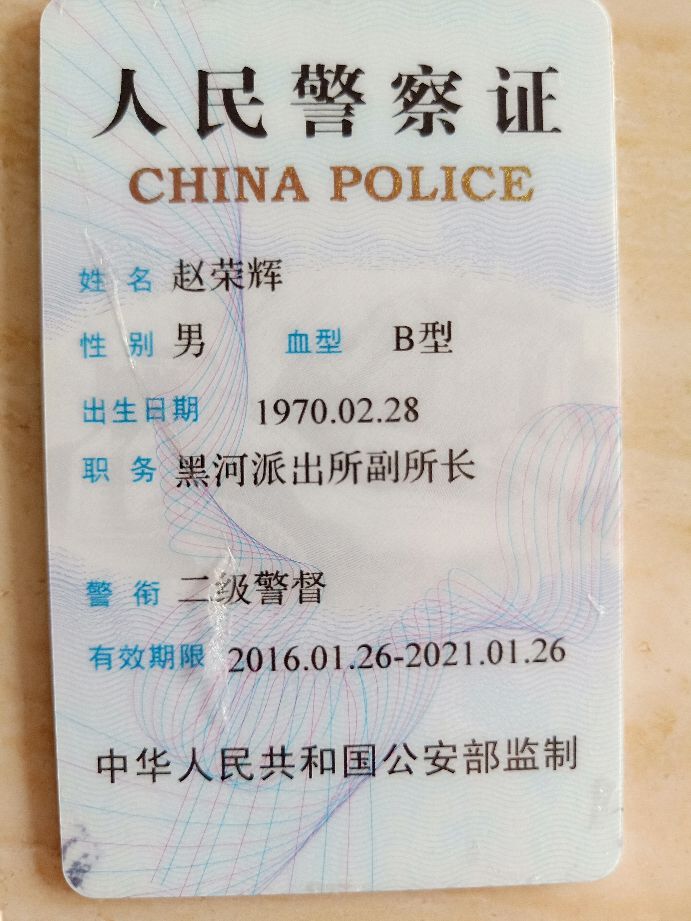 人民警察证
CHINA POLICE
姓 名 赵荣辉
性 别 男 血型 B型
出生日期 1970.02.28
职 务 黑河派出所副所长
警 衔 二级警督
有效期限 2016.01.26-2021.01.26
中华人民共和国公安部监制